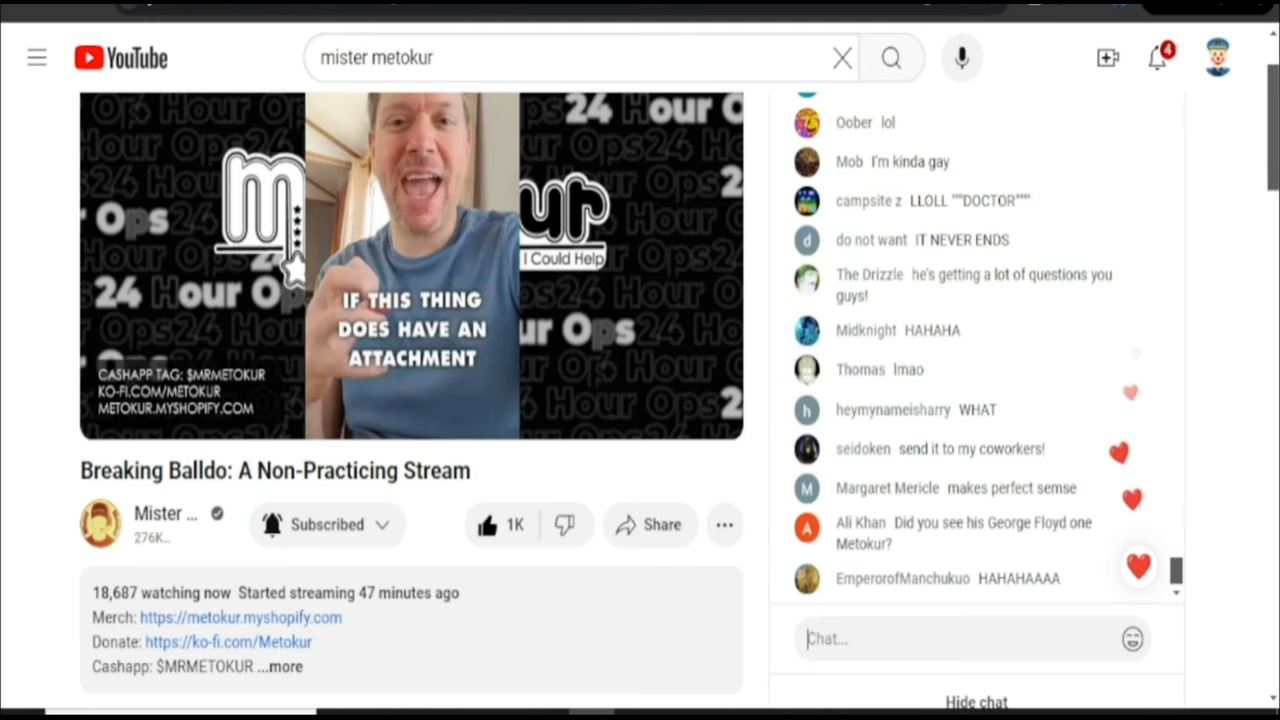 YouTube
mister metokur
4
24 Hour Ops
I Could Help
IF THIS THING
DOES HAVE AN
ATTACHMENT
CASHAPP TAG: $MRMETOKUR
KO-FI.COM/METOKUR
METOKUR.MYSHOPIFY.COM
Breaking Balldo: A Non-Practicing Stream
Mister ...
276K...
Subscribed
1K
Share
18,687 watching now Started streaming 47 minutes ago
Merch: https://metokur.myshopify.com
Donate: https://ko-fi.com/Metokur
Cashapp: $MRMETOKUR ...more
Oober lol
Mob I'm kinda gay
campsite z LLOLL """DOCTOR""""
d
do not want IT NEVER ENDS
The Drizzle he's getting a lot of questions you
guys!
Midknight HAHAHA
Thomas lmao
h
heymynameisharry WHAT
seidoken send it to my coworkers!
M
Margaret Mericle makes perfect semse
A
Ali Khan Did you see his George Floyd one
Metokur?
EmperorofManchukuo HAHAHAAAA
Chat...
Hide chat